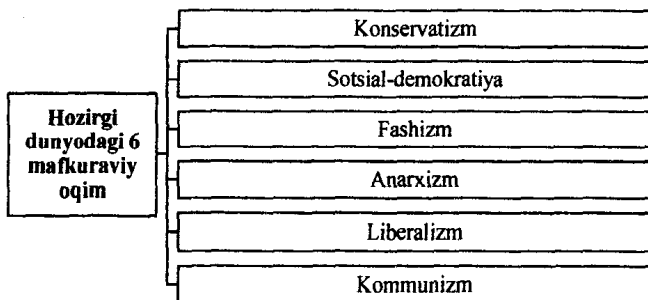 Hozirgi
dunyodagi 6
mafkuraviy
oqim
Konservatizm
Sotsial-demokratiya
Fashizm
Anarxizm
Liberalizm
Kommunizm